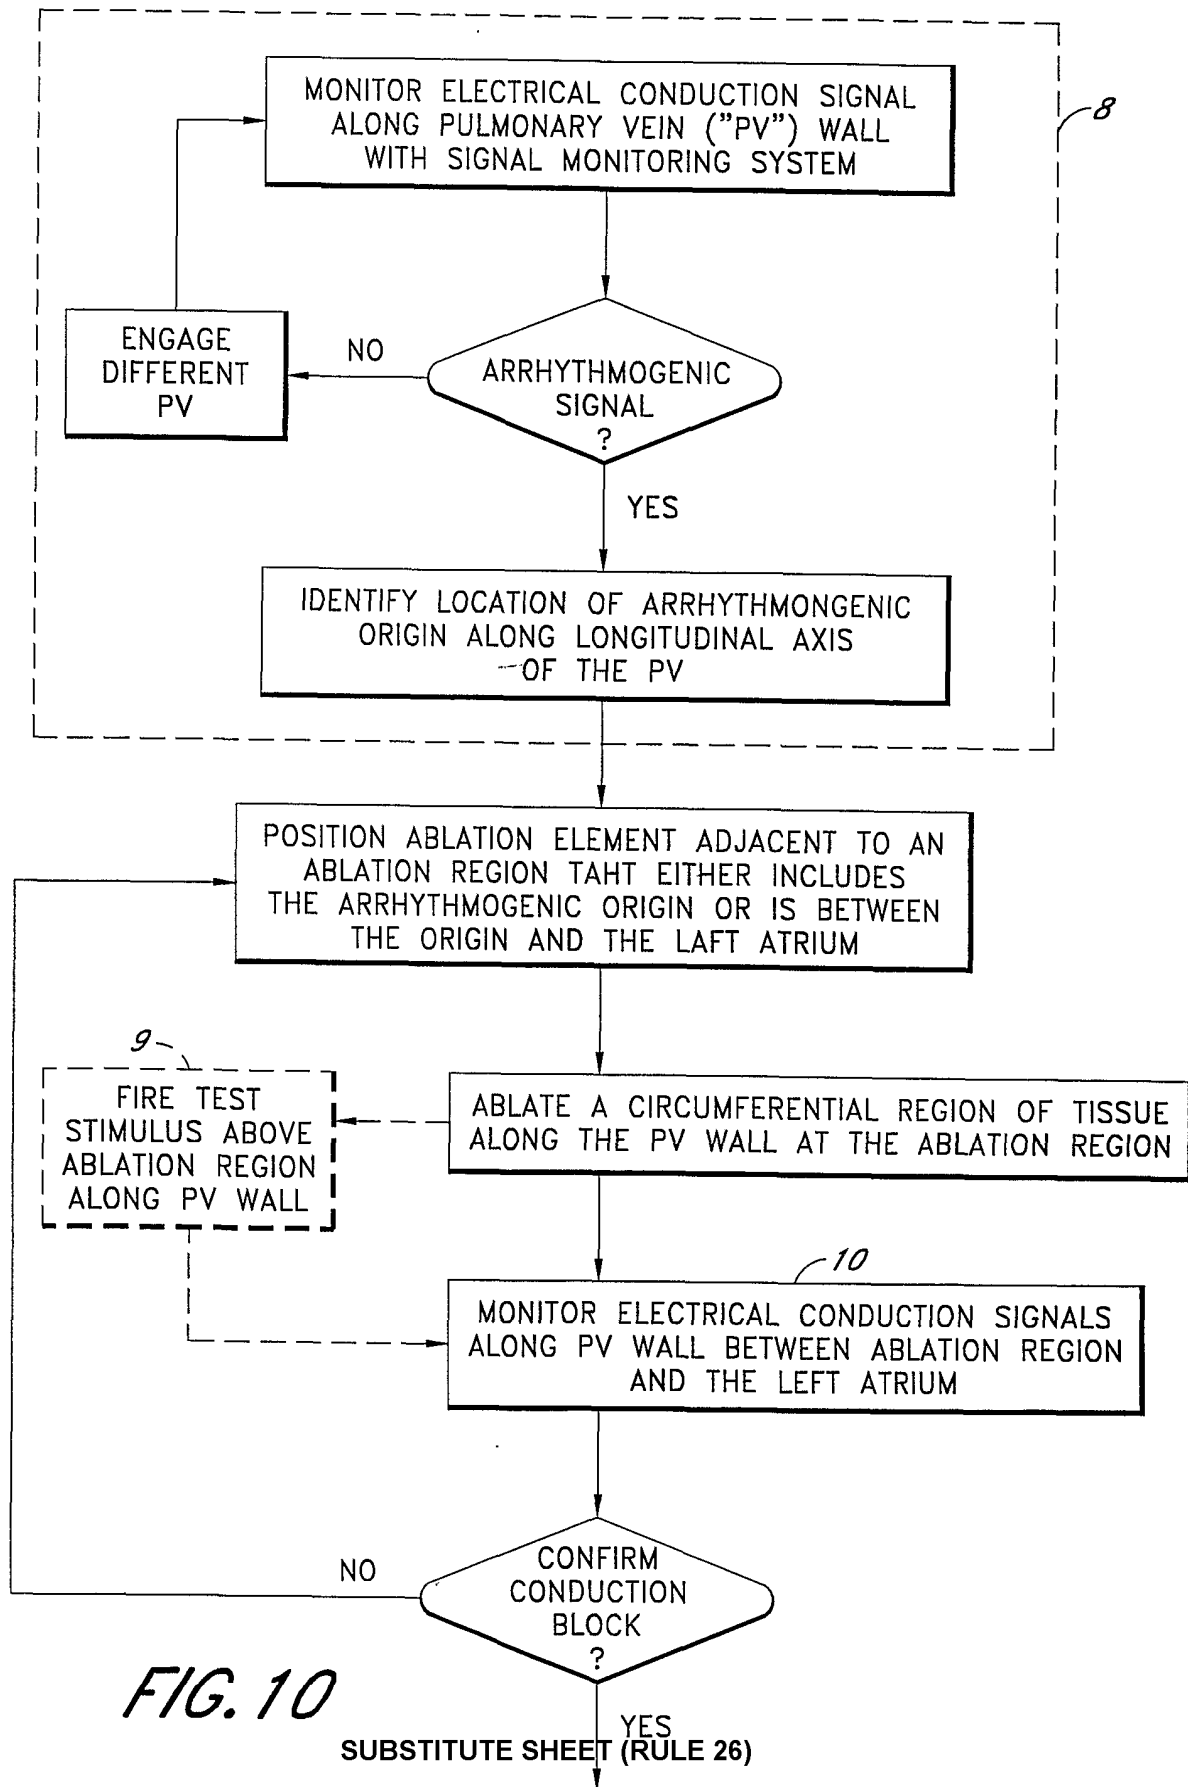 MONITOR ELECTRICAL CONDUCTION SIGNAL
ALONG PULMONARY VEIN ("PV") WALL
WITH SIGNAL MONITORING SYSTEM
8
ENGAGE
DIFFERENT
PV
NO
ARRHYTHMOGENIC
SIGNAL
?
YES
IDENTIFY LOCATION OF ARRHYTHMONGENIC
ORIGIN ALONG LONGITUDINAL AXIS
OF THE PV
POSITION ABLATION ELEMENT ADJACENT TO AN
ABLATION REGION TAHT EITHER INCLUDES
THE ARRHYTHMOGENIC ORIGIN OR IS BETWEEN
THE ORIGIN AND THE LAFT ATRIUM
9
FIRE TEST
STIMULUS ABOVE
ABLATION REGION
ALONG PV WALL
ABLATE A CIRCUMFERENTIAL REGION OF TISSUE
ALONG THE PV WALL AT THE ABLATION REGION
10
MONITOR ELECTRICAL CONDUCTION SIGNALS
ALONG PV WALL BETWEEN ABLATION REGION
AND THE LEFT ATRIUM
NO
CONFIRM
CONDUCTION
BLOCK
?
YES
FIG. 10
SUBSTITUTE SHEET (RULE 26)